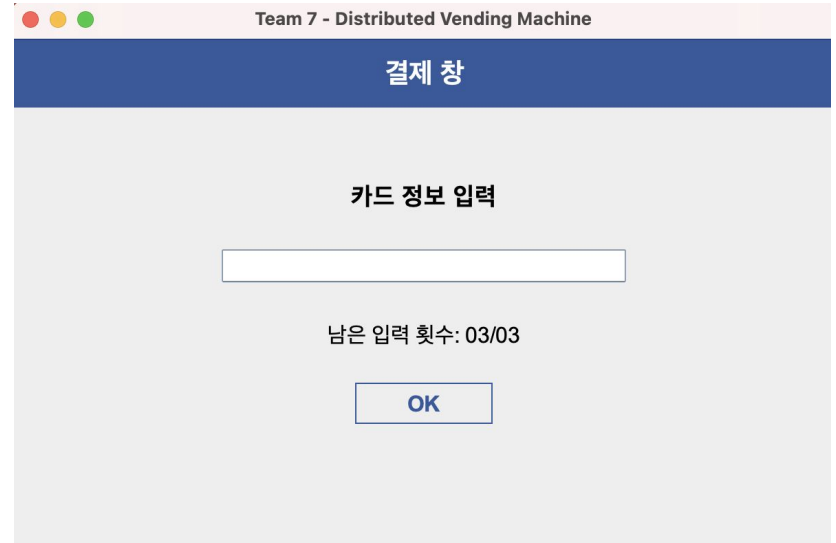 Team 7 - Distributed Vending Machine
결제 창
카드 정보 입력
남은 입력 횟수: 03/03
OK